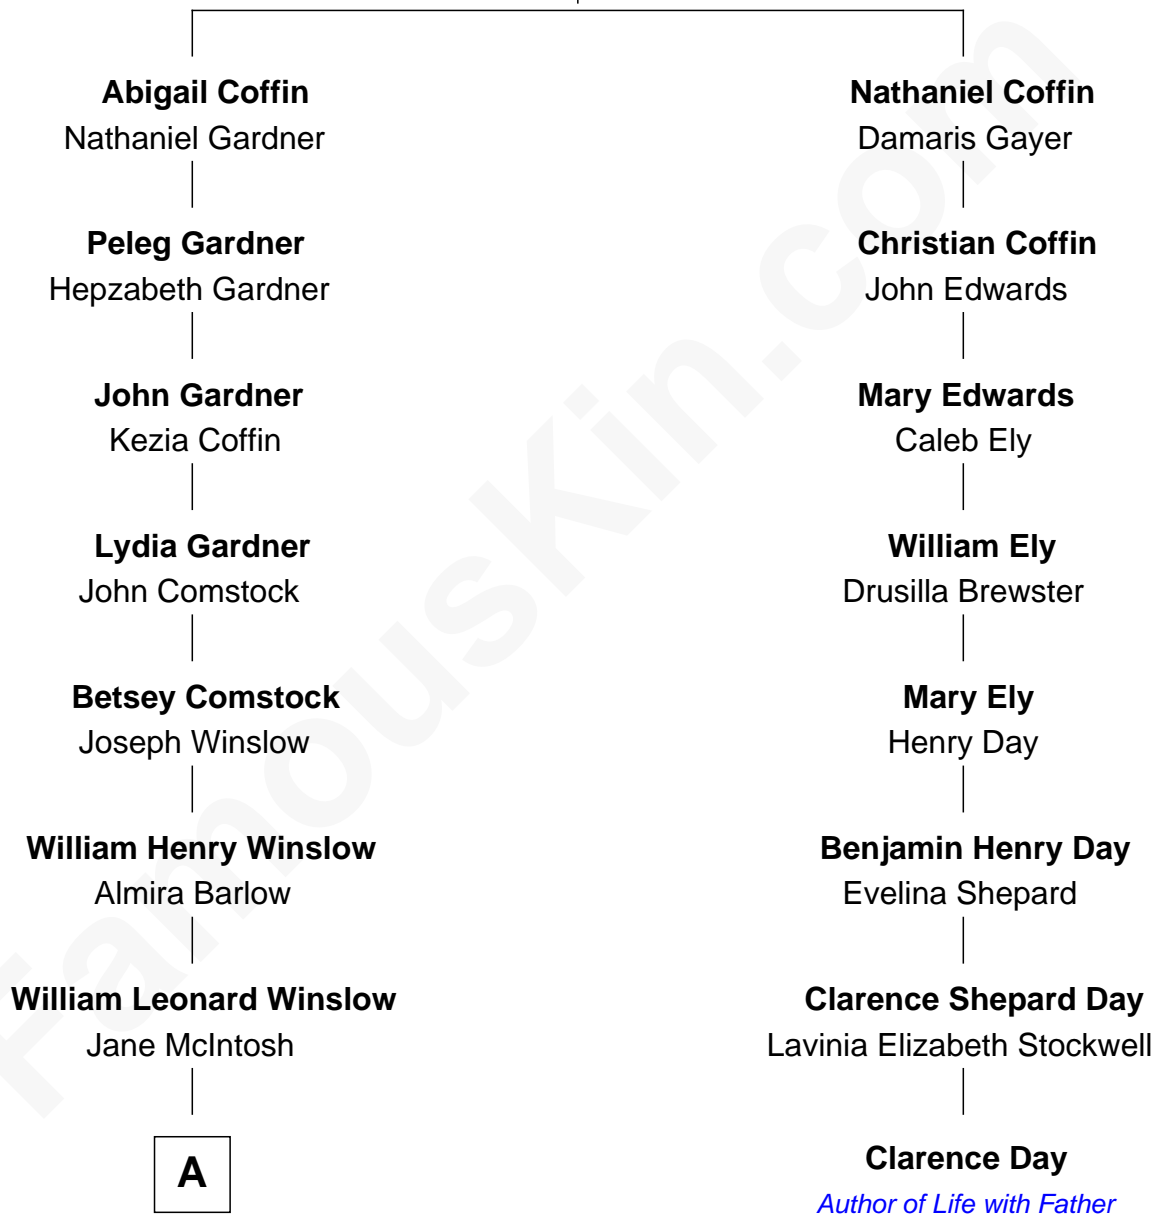 Abigail Coffin
Nathaniel Gardner
Peleg Gardner
Hepzabeth Gardner
John Gardner
Kezia Coffin
Lydia Gardner
John Comstock
Betsey Comstock
Joseph Winslow
William Henry Winslow
Almira Barlow
William Leonard Winslow
Jane McIntosh
A
Nathaniel Coffin
Damaris Gayer
Christian Coffin
John Edwards
Mary Edwards
Caleb Ely
William Ely
Drusilla Brewster
Mary Ely
Henry Day
Benjamin Henry Day
Evelina Shepard
Clarence Shepard Day
Lavinia Elizabeth Stockwell
Clarence Day
Author of Life with Father
FamousKin.com